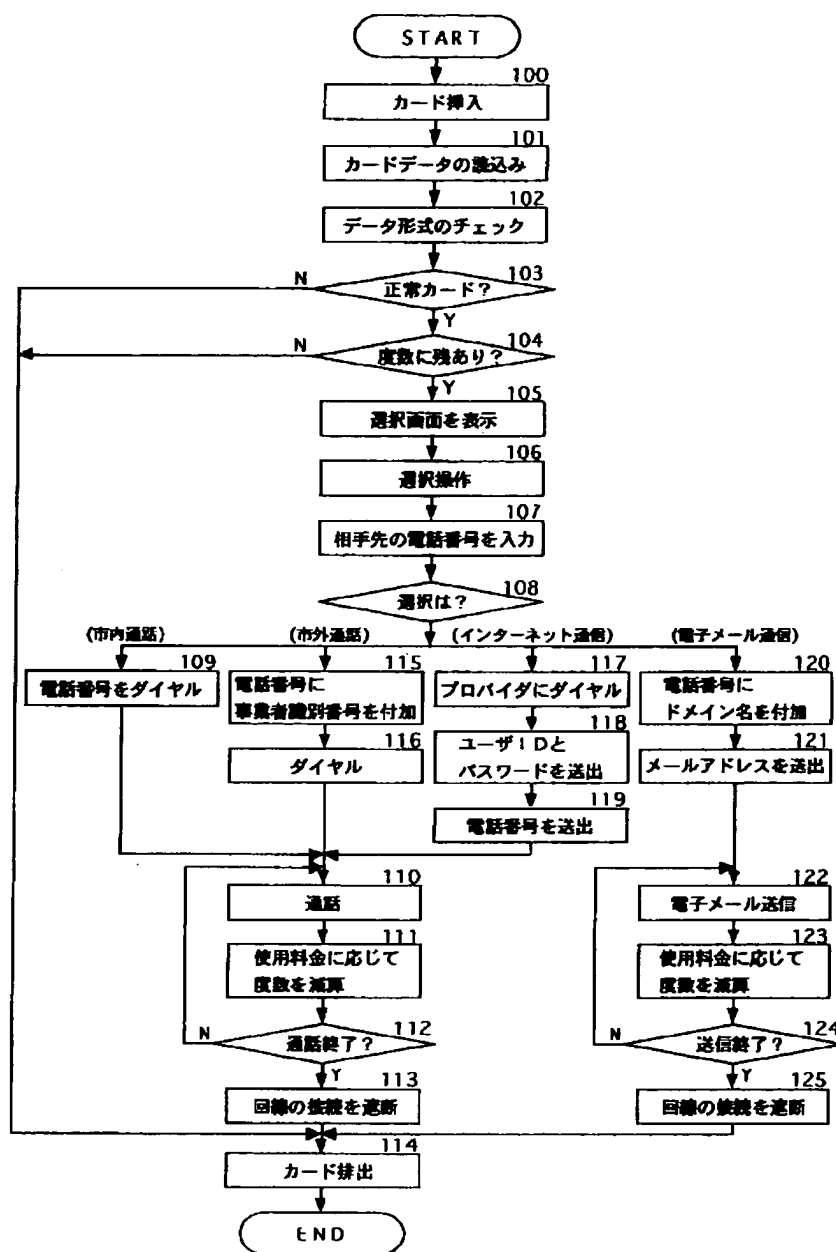 START
100
カード挿入
101
カードデータの読込み
102
データ形式のチェック
103
正常カード？
N
Y
104
度数に残あり？
N
Y
105
選択画面を表示
106
選択操作
107
相手先の電話番号を入力
108
選択は？
(市内通話)
(市外通話)
(インターネット通信)
(電子メール通信)
109
電話番号をダイヤル
115
電話番号に
事業者識別番号を付加
116
ダイヤル
117
プロバイダにダイヤル
118
ユーザIDと
パスワードを送出
119
電話番号を送出
120
電話番号に
ドメイン名を付加
121
メールアドレスを送出
110
通話
111
使用料金に応じて
度数を減算
112
通話終了？
N
Y
113
回線の接続を遮断
122
電子メール送信
123
使用料金に応じて
度数を減算
124
送信終了？
N
Y
125
回線の接続を遮断
114
カード排出
END